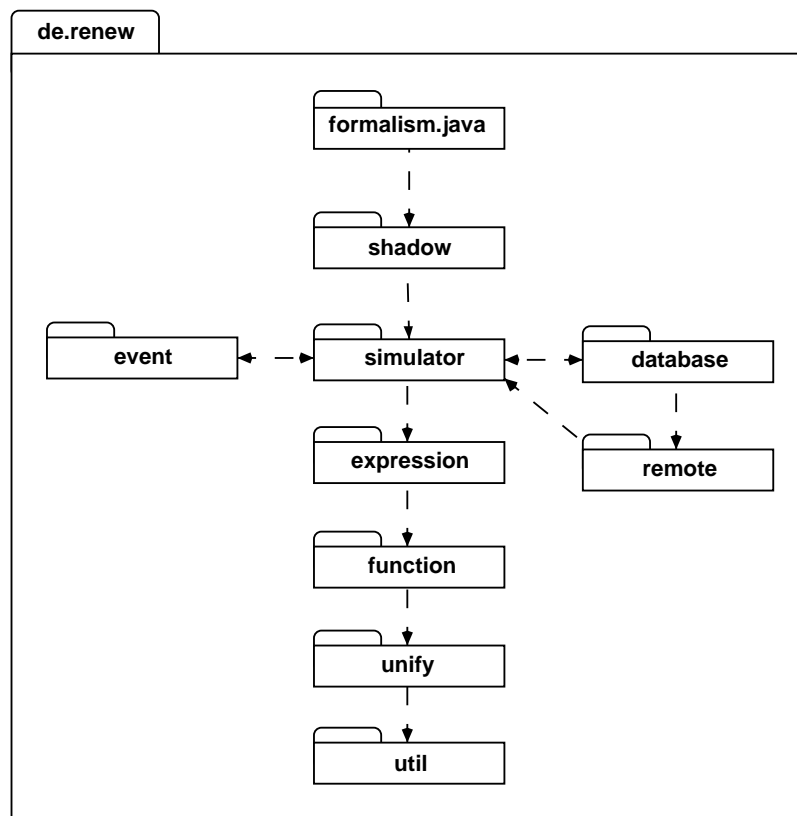 de.renew
formalism.java
shadow
event
simulator
database
expression
remote
function
unify
util